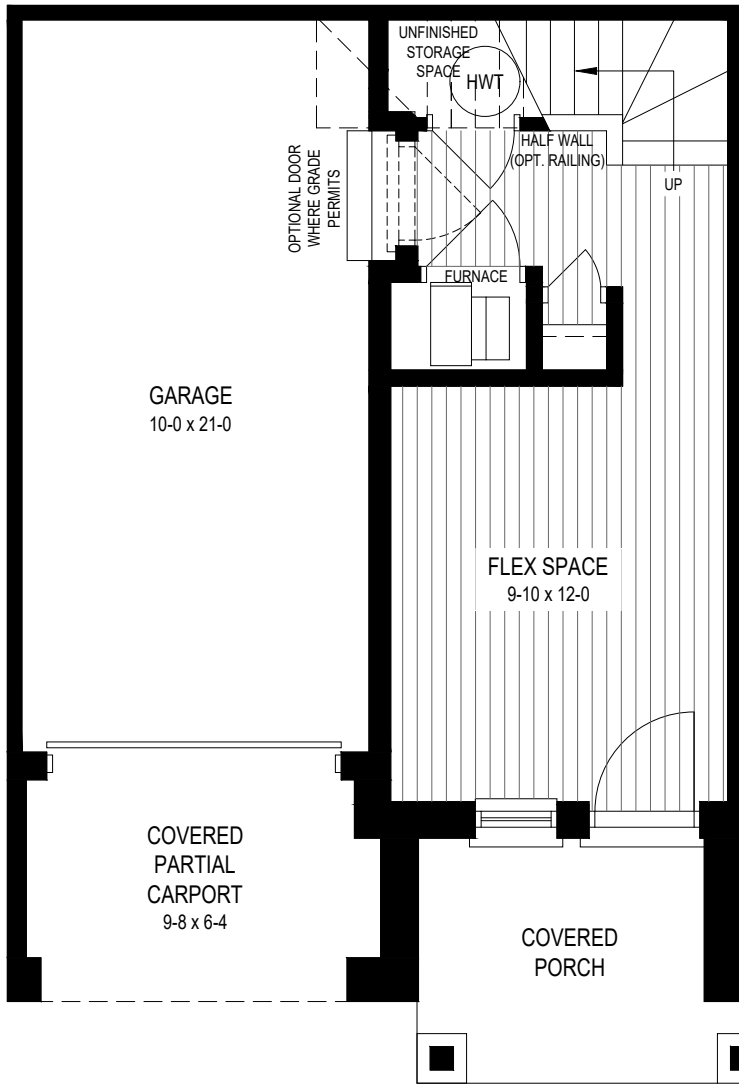 UNFINISHED
STORAGE
SPACE
HWT
HALF WALL
(OPT. RAILING)
UP
OPTIONAL DOOR
WHERE GRADE
PERMITS
FURNACE
GARAGE
10-0 x 21-0
FLEX SPACE
9-10 x 12-0
COVERED
PARTIAL
CARPORT
9-8 x 6-4
COVERED
PORCH